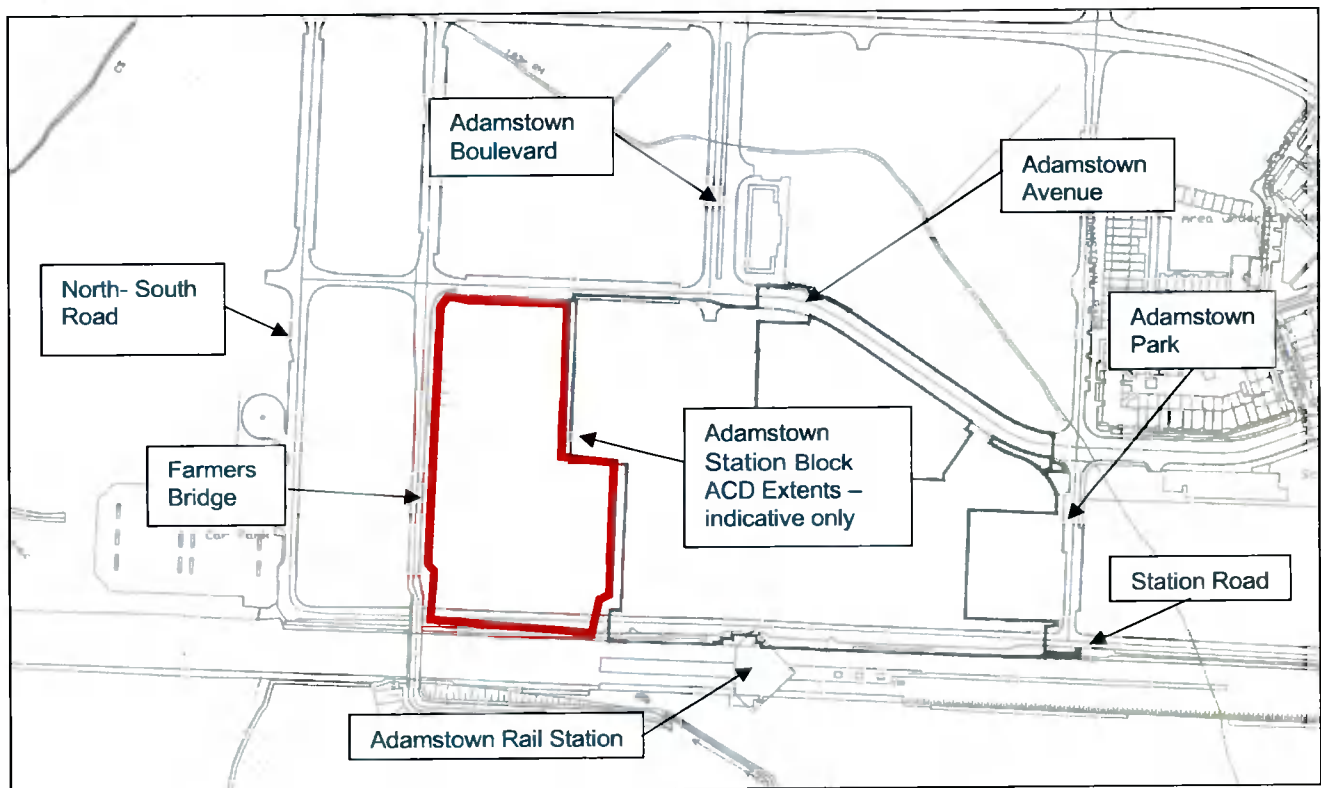 Adamstown
Boulevard
Adamstown
Avenue
North- South
Road
Adamstown
Park
Farmers
Bridge
Adamstown
Station Block
ACD Extents –
indicative only
Car Park
Station Road
Adamstown Rail Station